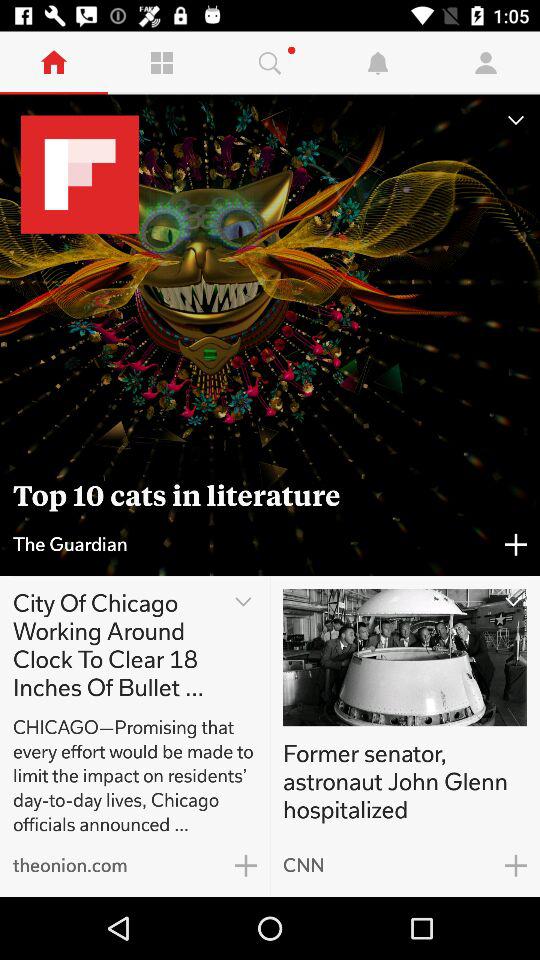 1:05
Top 10 cats in literature
The Guardian
City Of Chicago
Working Around
Clock To Clear 18
Inches Of Bullet ...
CHICAGO—Promising that
every effort would be made to
limit the impact on residents'
day-to-day lives, Chicago
officials announced ...
theonion.com
Former senator,
astronaut John Glenn
hospitalized
CNN